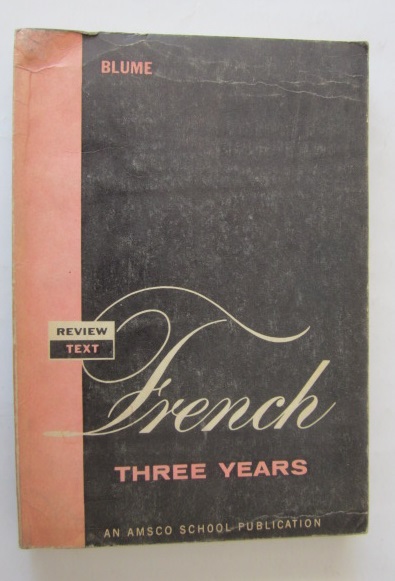 BLUME
REVIEW
TEXT
French
THREE YEARS
AN AMSCO SCHOOL PUBLICATION